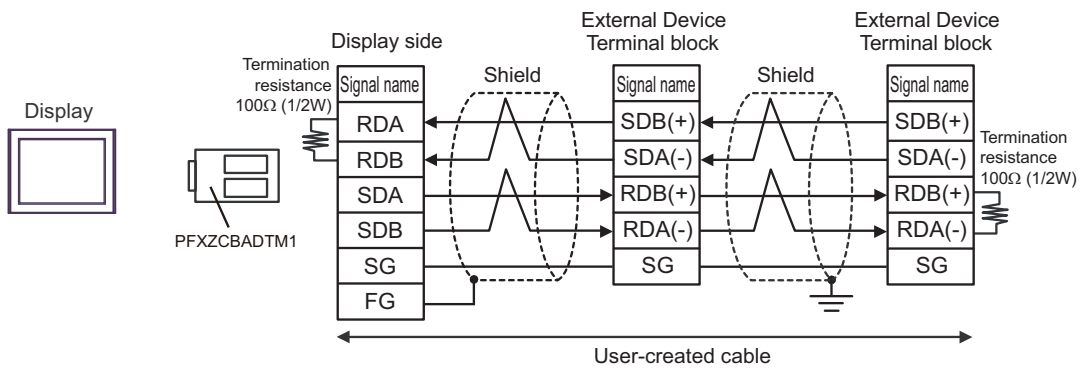 Display
PFXZCBADTM1
Termination
resistance
100Ω (1/2W)
Display side
Signal name
RDA
RDB
SDA
SDB
SG
FG
Shield
External Device
Terminal block
Signal name
SDB(+)
SDA(-)
RDB(+)
RDA(-)
SG
Shield
External Device
Terminal block
Signal name
SDB(+)
SDA(-)
RDB(+)
RDA(-)
SG
Termination
resistance
100Ω (1/2W)
User-created cable